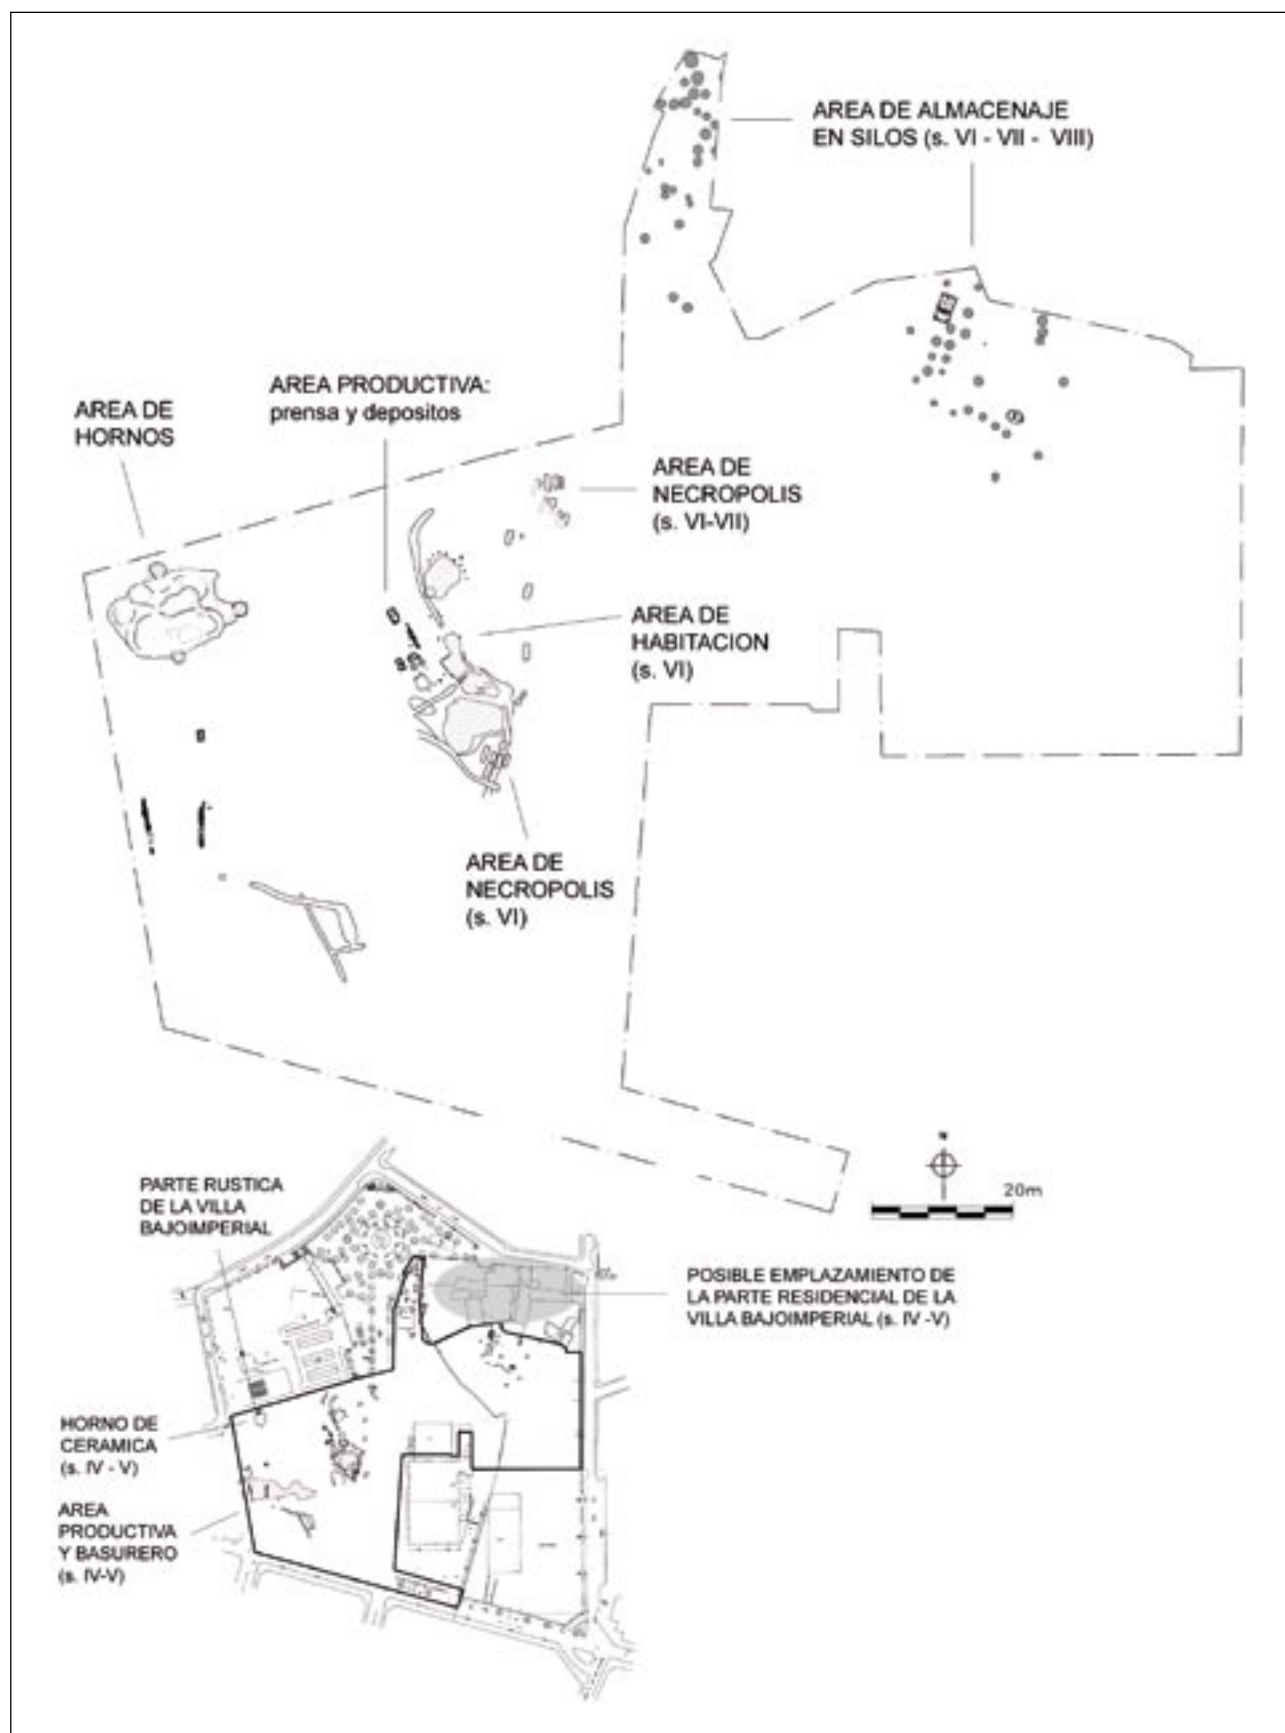 AREA DE ALMACENAJE
EN SILOS (s. VI - VII - VIII)
AREA PRODUCTIVA:
prensa y depositos
AREA DE
HORNOS
AREA DE
NECROPOLIS
(s. VI-VII)
AREA DE
HABITACION
(s. VI)
AREA DE
NECROPOLIS
(s. VI)
20m
PARTE RUSTICA
DE LA VILLA
BAJOIMPERIAL
POSIBLE EMPLAZAMIENTO DE
LA PARTE RESIDENCIAL DE LA
VILLA BAJOIMPERIAL (s. IV -V)
HORNO DE
CERAMICA
(s. IV - V)
AREA
PRODUCTIVA
Y BASURERO
(s. IV-V)